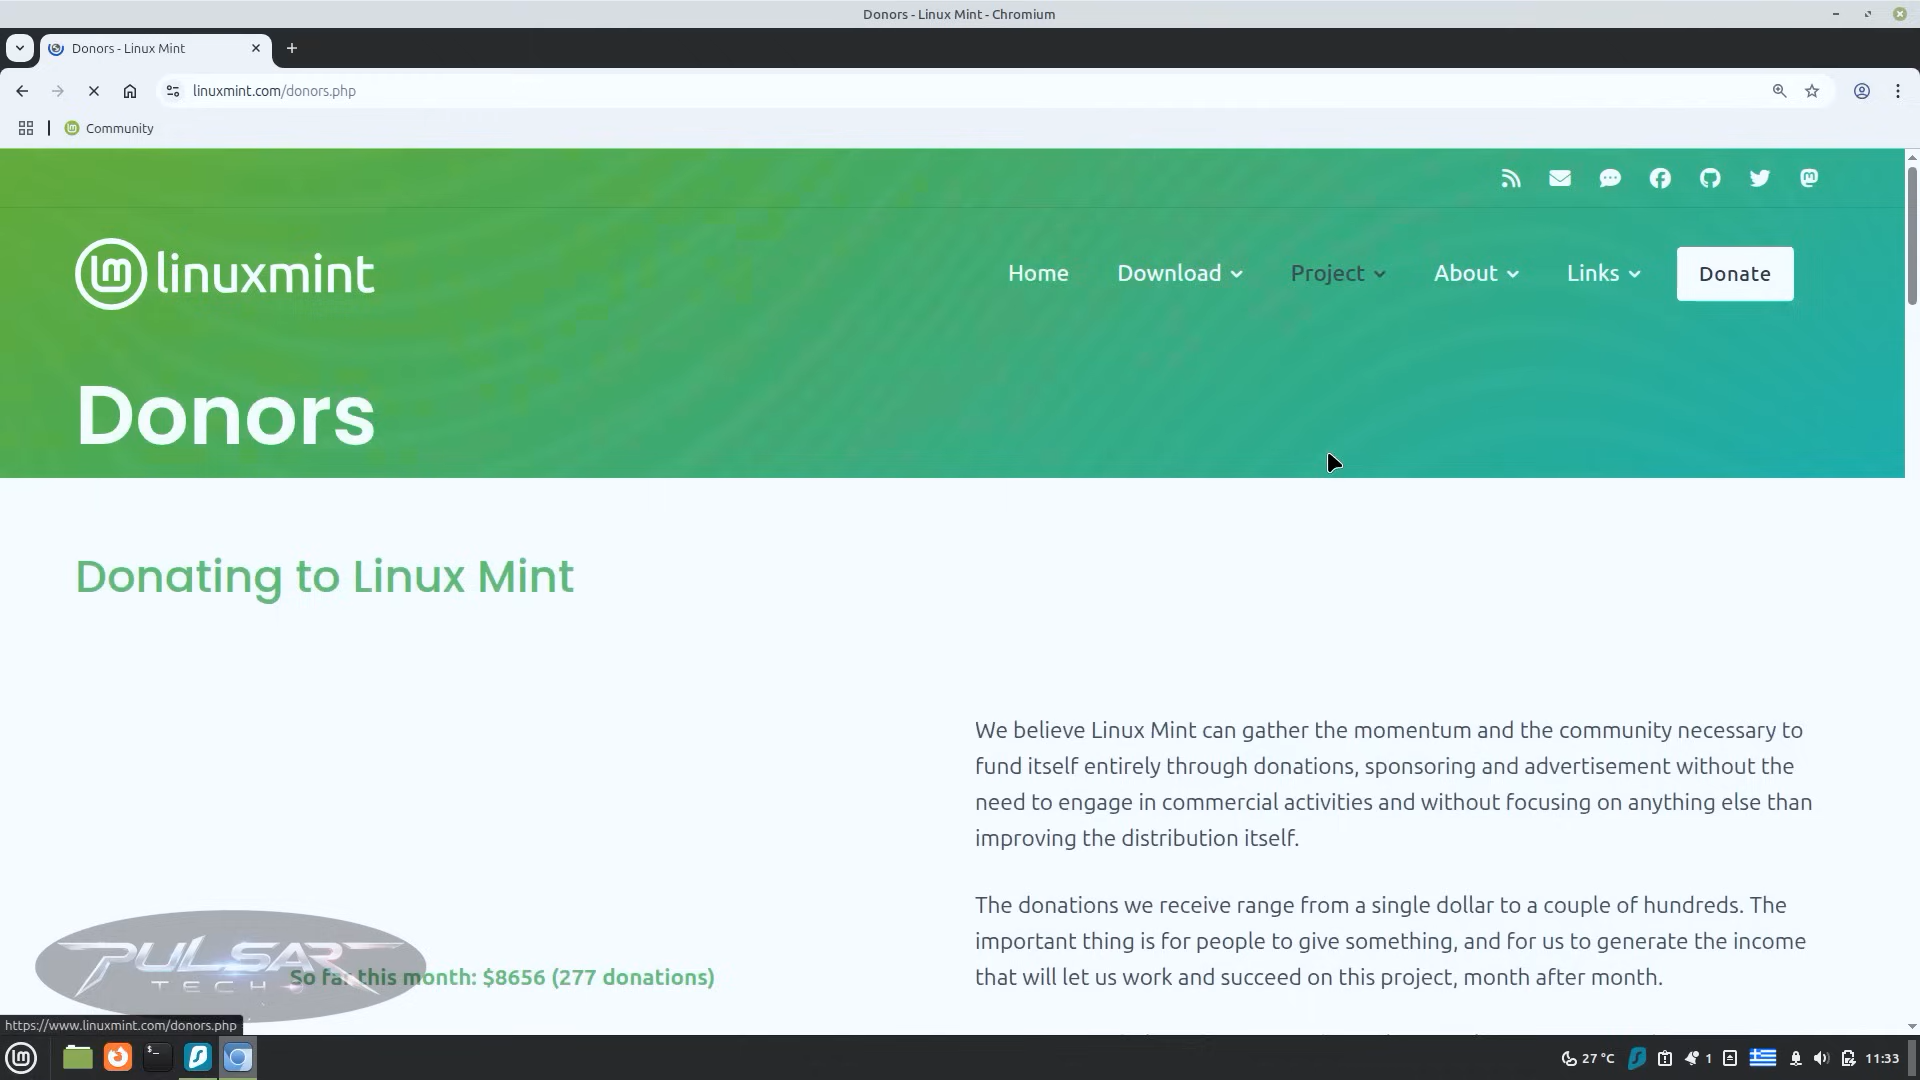 Donors - Linux Mint - Chromium
Donors - Linux Mint
linuxmint.com/donors.php
Community
linuxmint
Home
Download
Project
About
Links
Donate
Donors
Donating to Linux Mint
We believe Linux Mint can gather the momentum and the community necessary to
fund itself entirely through donations, sponsoring and advertisement without the
need to engage in commercial activities and without focusing on anything else than
improving the distribution itself.
The donations we receive range from a single dollar to a couple of hundreds. The
important thing is for people to give something, and for us to generate the income
that will let us work and succeed on this project, month after month.
PULSAR
TECH
So far this month: $8656 (277 donations)
https://www.linuxmint.com/donors.php
27 °C
1
11:33